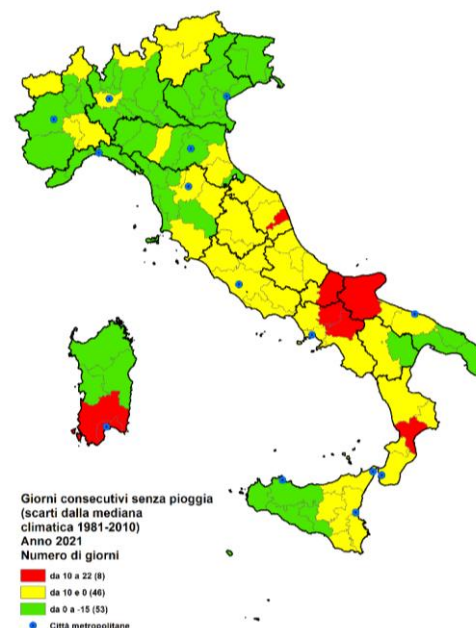 Giorni consecutivi senza pioggia
(scarti dalla mediana
climatica 1981-2010)
Anno 2021
Numero di giorni
da 10 a 22 (8)
da 10 e 0 (46)
da 0 a -15 (53)
Città metropolitane